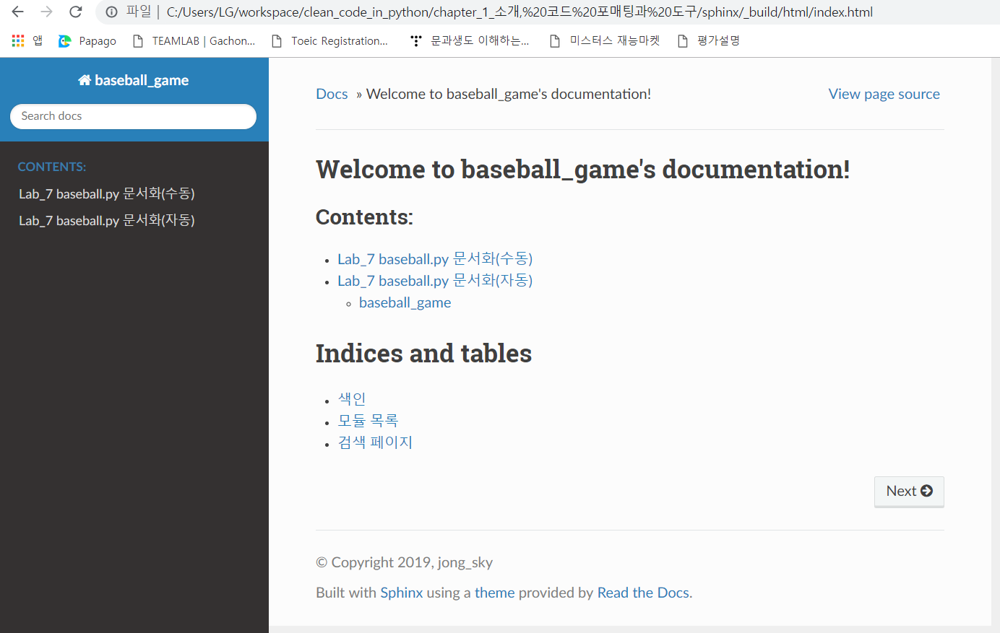 파일 | C:/Users/LG/workspace/clean_code_in_python/chapter_1_소개,%20코드%20포매팅과%20도구/sphinx/_build/html/index.html
앱 Papago TEAMLAB | Gachon... Toeic Registration... 문과생도 이해하는... 미스터스 재능마켓 평가설명
baseball_game
Search docs
CONTENTS:
Lab_7 baseball.py 문서화(수동)
Lab_7 baseball.py 문서화(자동)
Docs » Welcome to baseball_game's documentation! View page source
Welcome to baseball_game's documentation!
Contents:
Lab_7 baseball.py 문서화(수동)
Lab_7 baseball.py 문서화(자동)
baseball_game
Indices and tables
색인
모듈 목록
검색 페이지
Next
© Copyright 2019, jong_sky
Built with Sphinx using a theme provided by Read the Docs.